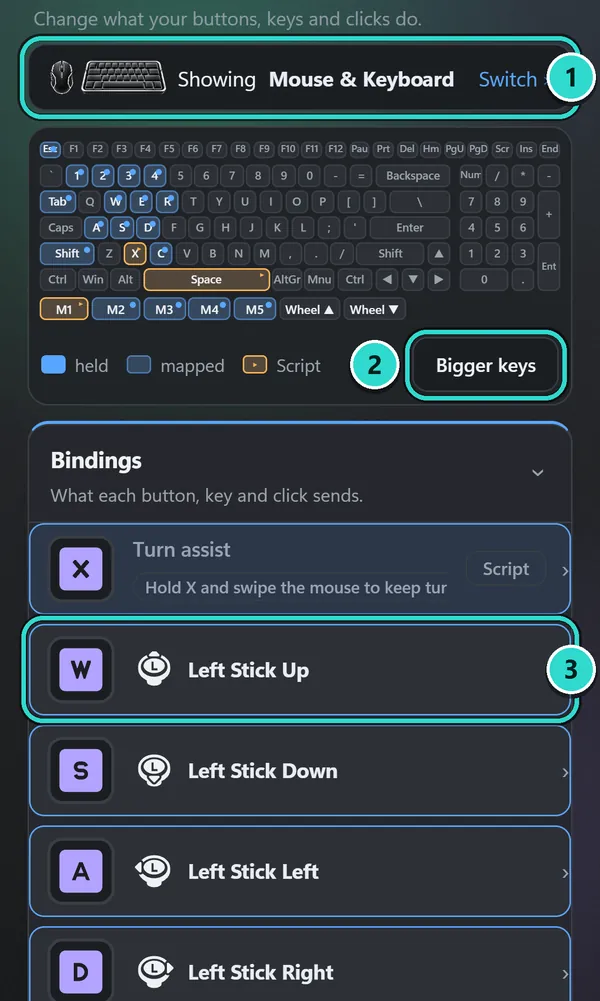 Change what your buttons, keys and clicks do.
Showing Mouse & Keyboard Switch 1
Esc F1 F2 F3 F4 F5 F6 F7 F8 F9 F10 F11 F12 Pau Prt Del Hm PgU PgD Scr Ins End
` 1 2 3 4 5 6 7 8 9 0 - = Backspace Num / * -
Tab Q W E R T Y U I O P [ ] \ 7 8 9 +
Caps A S D F G H J K L ; ' Enter 4 5 6
Shift Z X C V B N M , . / Shift ▲ 1 2 3 Ent
Ctrl Win Alt Space AltGr Mnu Ctrl ◀ ▼ ▶ 0 .
M1 M2 M3 M4 M5 Wheel ▲ Wheel ▼
held mapped Script 2 Bigger keys
Bindings
What each button, key and click sends.
X Turn assist Script
Hold X and swipe the mouse to keep tur
W L Left Stick Up 3
S L Left Stick Down
A L Left Stick Left
D L Left Stick Right